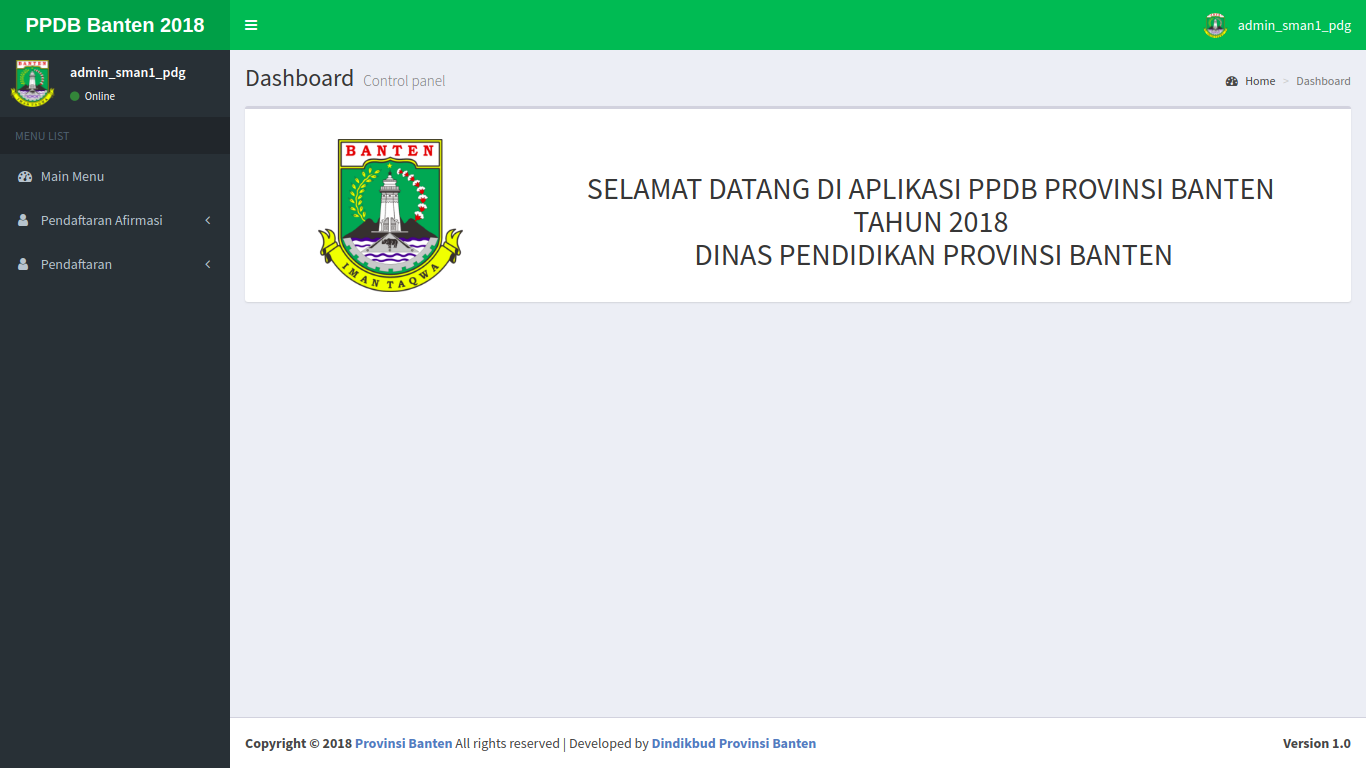 PPDB Banten 2018
admin_sman1_pdg
admin_sman1_pdg
Online
MENU LIST
Main Menu
Pendaftaran Afirmasi
Pendaftaran
Dashboard Control panel
Home > Dashboard
BANTEN
IMAN TAQWA
SELAMAT DATANG DI APLIKASI PPDB PROVINSI BANTEN
TAHUN 2018
DINAS PENDIDIKAN PROVINSI BANTEN
Copyright © 2018 Provinsi Banten All rights reserved | Developed by Dindikbud Provinsi Banten
Version 1.0